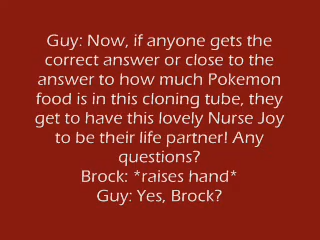 Guy: Now, if anyone gets the
correct answer or close to the
answer to how much Pokemon
food is in this cloning tube, they
get to have this lovely Nurse Joy
to be their life partner! Any
questions?
Brock: *raises hand*
Guy: Yes, Brock?